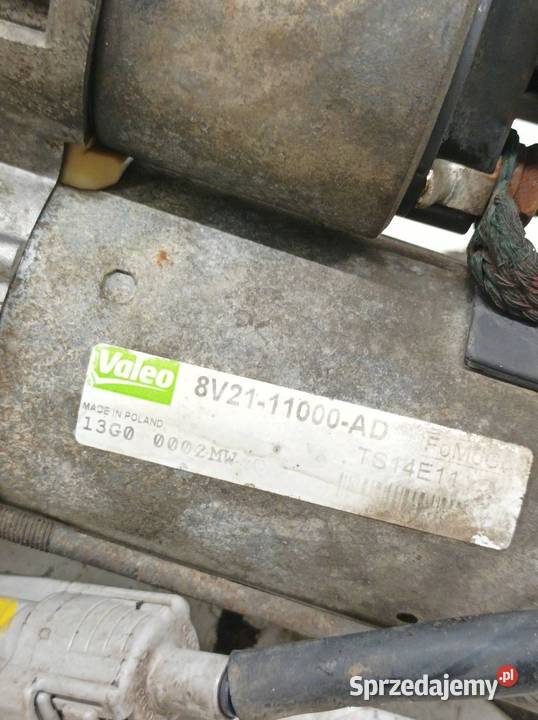 Valeo
8V21-11000-AD
MADE IN POLAND
FoMoCo
13G0 0002MW
TS14E11
Sprzedajemy.pl